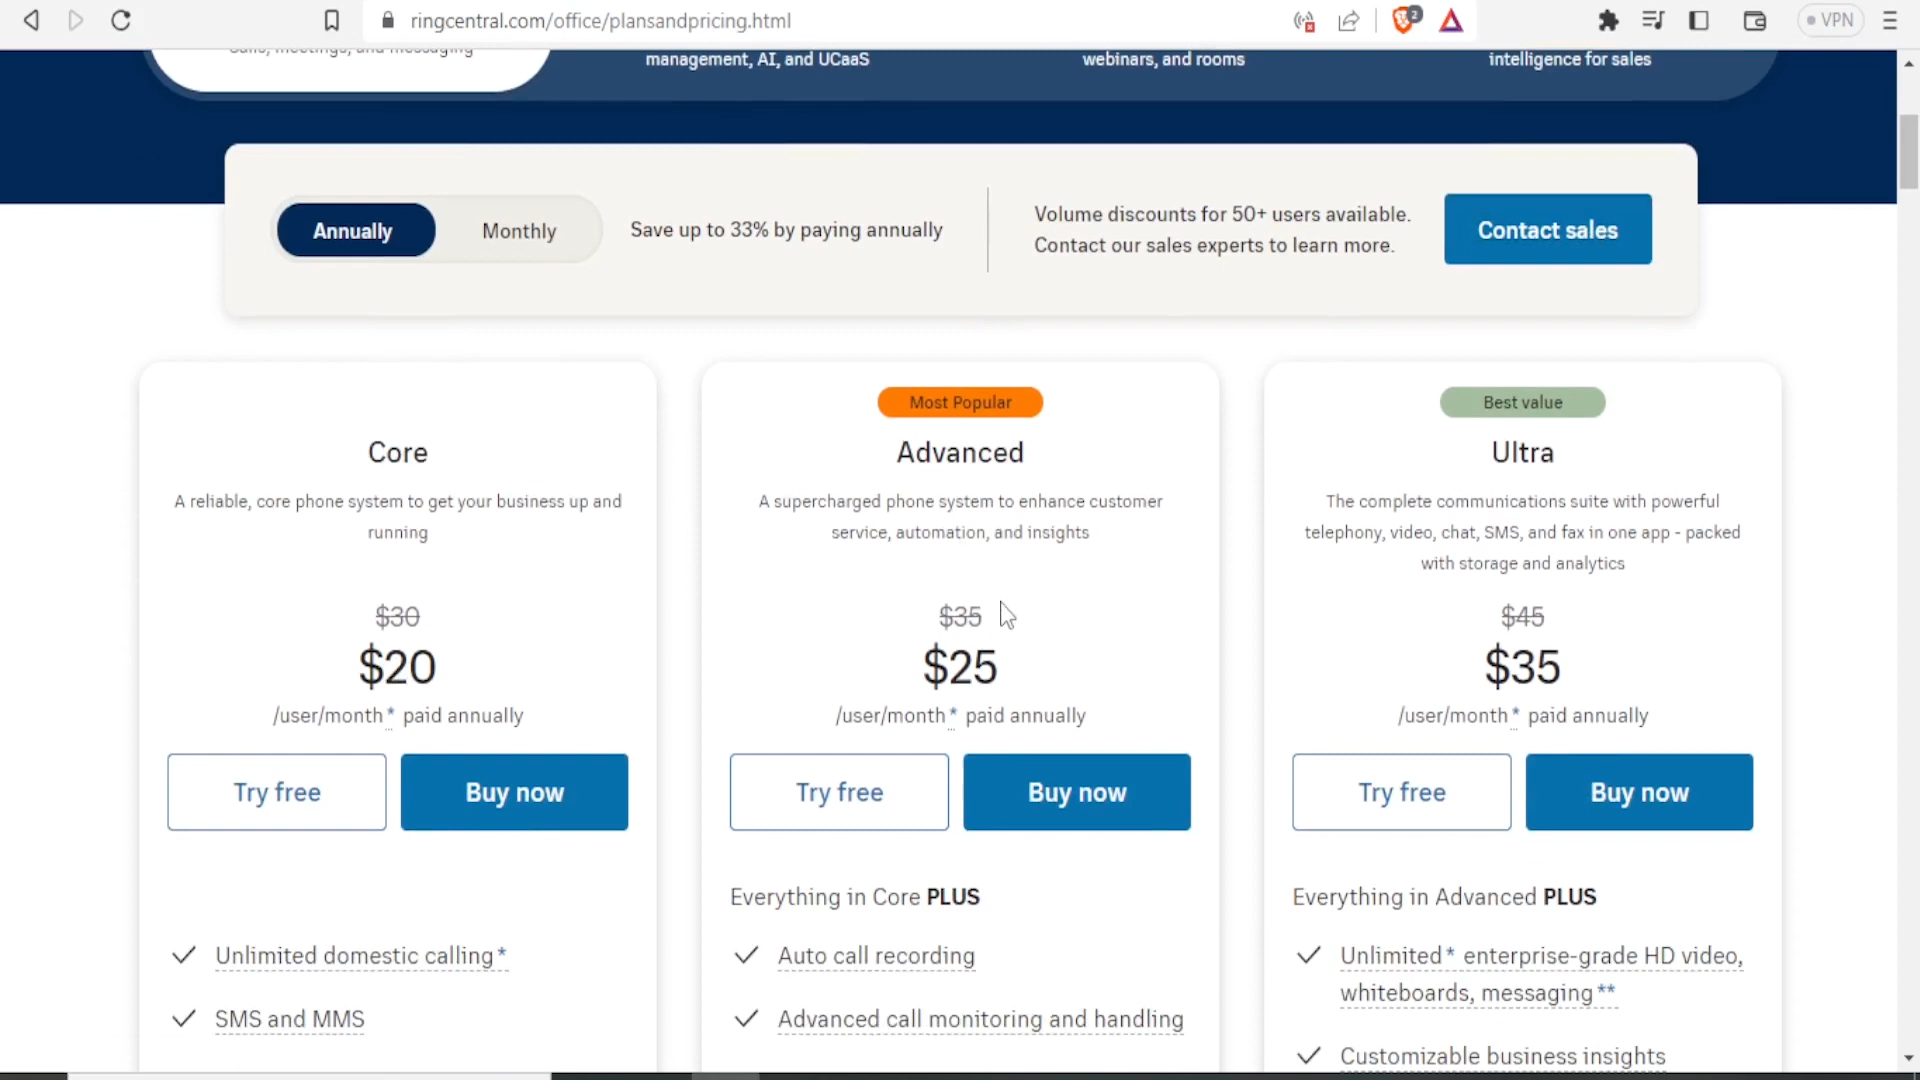 ringcentral.com/office/plansandpricing.html
2
VPN
Calls, meetings, and messaging
management, AI, and UCaaS
webinars, and rooms
intelligence for sales
Annually
Monthly
Save up to 33% by paying annually
Volume discounts for 50+ users available.
Contact our sales experts to learn more.
Contact sales
Core
A reliable, core phone system to get your business up and
running
$30
$20
/user/month* paid annually
Try free
Buy now
Unlimited domestic calling*
SMS and MMS
Most Popular
Advanced
A supercharged phone system to enhance customer
service, automation, and insights
$35
$25
/user/month* paid annually
Try free
Buy now
Everything in Core PLUS
Auto call recording
Advanced call monitoring and handling
Best value
Ultra
The complete communications suite with powerful
telephony, video, chat, SMS, and fax in one app - packed
with storage and analytics
$45
$35
/user/month* paid annually
Try free
Buy now
Everything in Advanced PLUS
Unlimited* enterprise-grade HD video,
whiteboards, messaging**
Customizable business insights